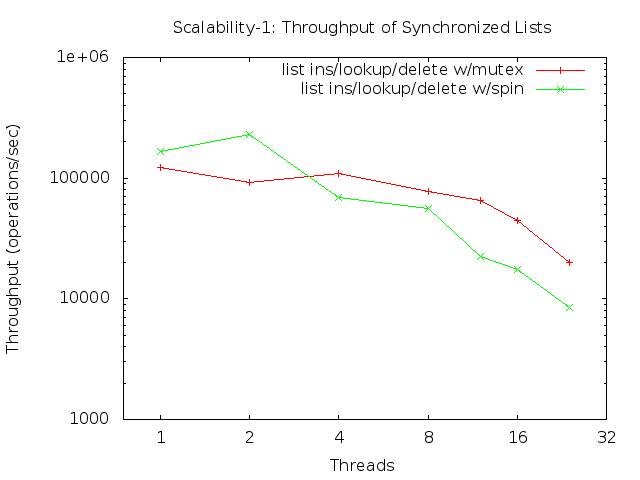 Scalability-1: Throughput of Synchronized Lists
1e+06
list ins/lookup/delete w/mutex
list ins/lookup/delete w/spin
100000
10000
1000
Throughput (operations/sec)
1 2 4 8 16 32
Threads